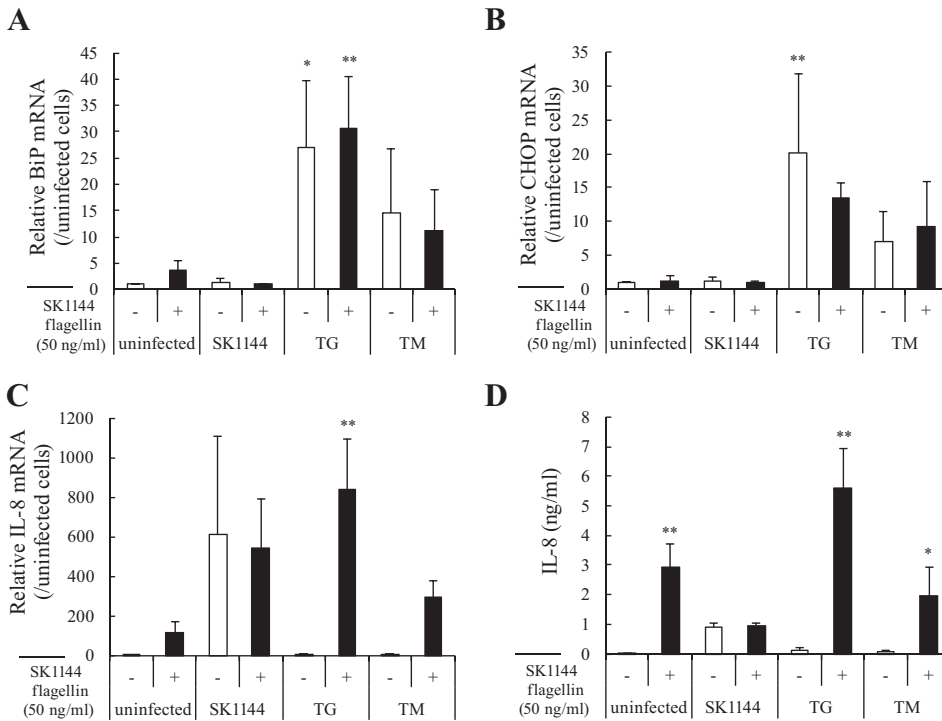 A
Relative BiP mRNA
(/uninfected cells)
45
40
35
30
25
20
15
10
5
0
* **
SK1144
flagellin
(50 ng/ml)
- + - + - + - +
uninfected SK1144 TG TM
B
Relative CHOP mRNA
(/uninfected cells)
35
30
25
20
15
10
5
0
**
SK1144
flagellin
(50 ng/ml)
- + - + - + - +
uninfected SK1144 TG TM
C
Relative IL-8 mRNA
(/uninfected cells)
1200
1000
800
600
400
200
0
**
SK1144
flagellin
(50 ng/ml)
- + - + - + - +
uninfected SK1144 TG TM
D
IL-8 (ng/ml)
8
7
6
5
4
3
2
1
0
** ** *
SK1144
flagellin
(50 ng/ml)
- + - + - + - +
uninfected SK1144 TG TM